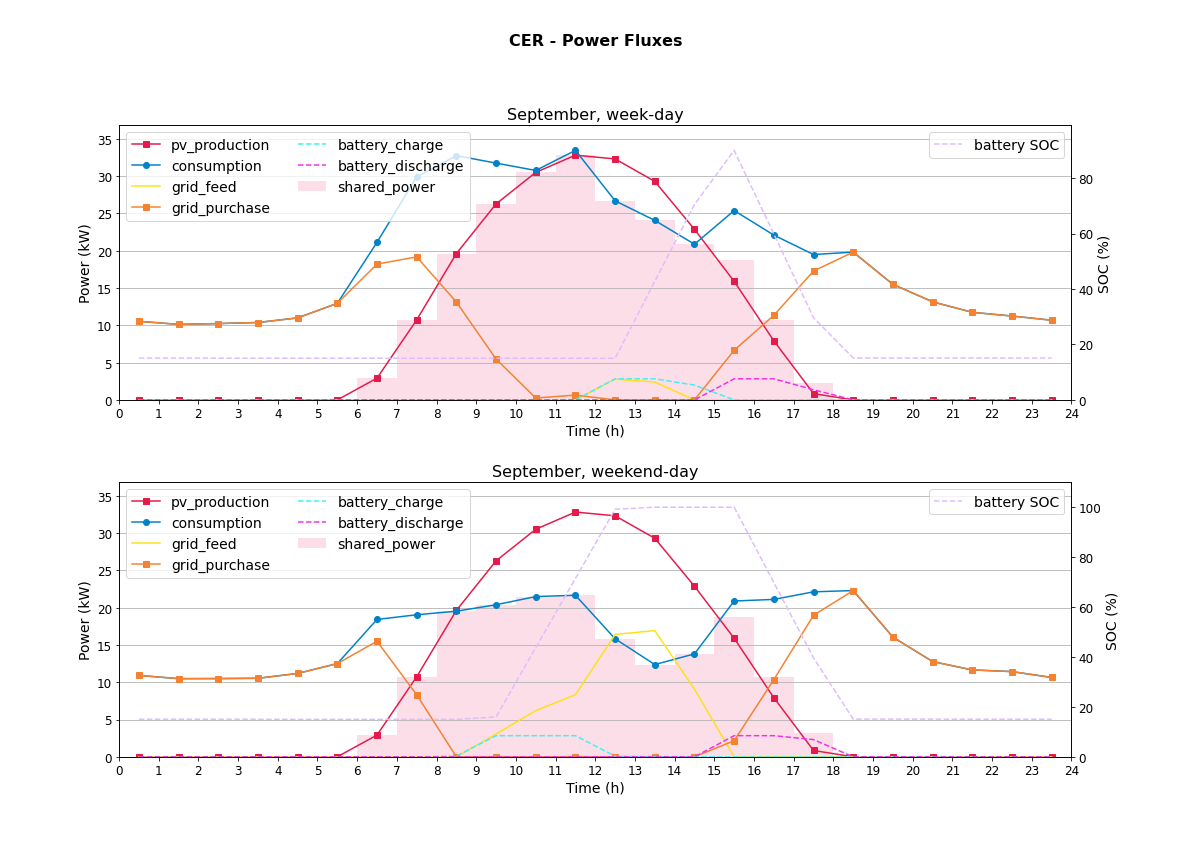 CER - Power Fluxes
September, week-day
pv_production
consumption
grid_feed
grid_purchase
battery_charge
battery_discharge
shared_power
battery SOC
Power (kW)
35
30
25
20
15
10
5
0
80
60
40
20
0
SOC (%)
0 1 2 3 4 5 6 7 8 9 10 11 12 13 14 15 16 17 18 19 20 21 22 23 24
Time (h)
September, weekend-day
pv_production
consumption
grid_feed
grid_purchase
battery_charge
battery_discharge
shared_power
battery SOC
Power (kW)
35
30
25
20
15
10
5
0
100
80
60
40
20
0
SOC (%)
0 1 2 3 4 5 6 7 8 9 10 11 12 13 14 15 16 17 18 19 20 21 22 23 24
Time (h)